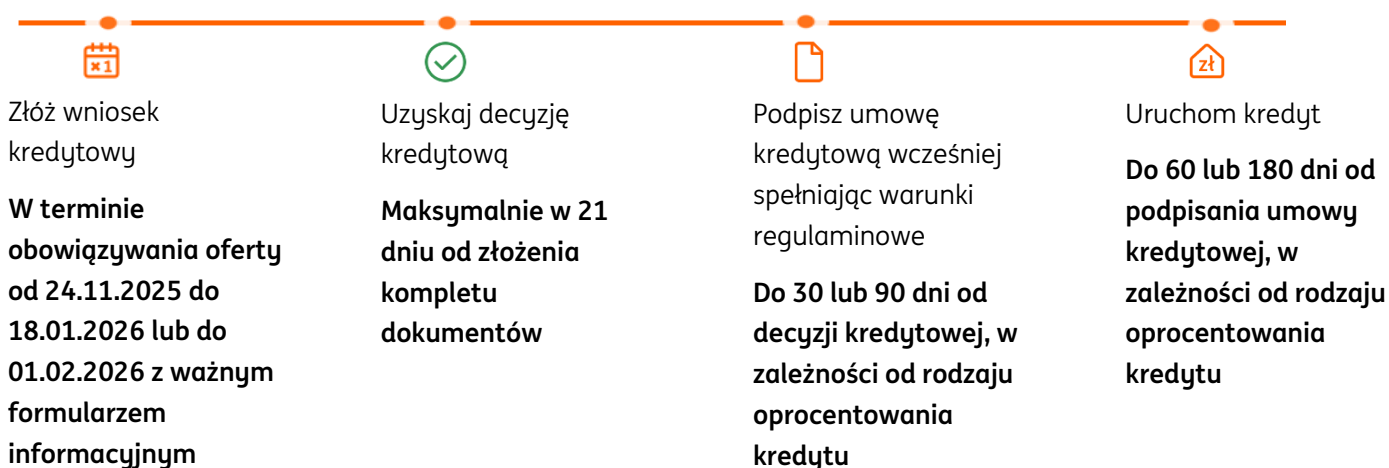 ×1
Złóż wniosek
kredytowy
W terminie
obowiązywania oferty
od 24.11.2025 do
18.01.2026 lub do
01.02.2026 z ważnym
formularzem
informacyjnym
Uzyskaj decyzję
kredytową
Maksymalnie w 21
dniu od złożenia
kompletu
dokumentów
Podpisz umowę
kredytową wcześniej
spełniając warunki
regulaminowe
Do 30 lub 90 dni od
decyzji kredytowej, w
zależności od rodzaju
oprocentowania
kredytu
zł
Uruchom kredyt
Do 60 lub 180 dni od
podpisania umowy
kredytowej, w
zależności od rodzaju
oprocentowania
kredytu